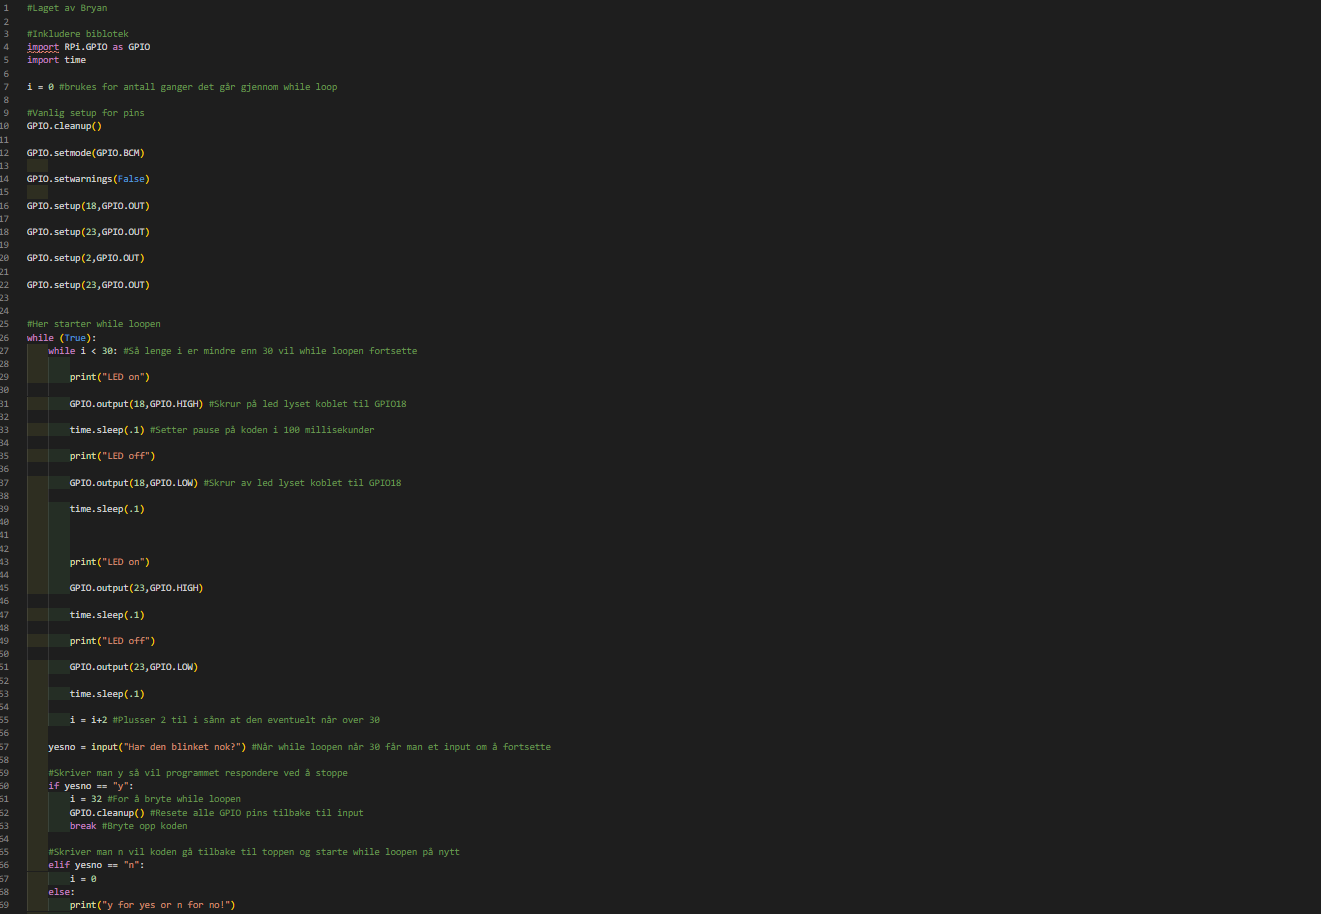 1 #Laget av Bryan
2
3 #Inkludere biblotek
4 import RPi.GPIO as GPIO
5 import time
6
7 i = 0 #brukes for antall ganger det går gjennom while loop
8
9 #Vanlig setup for pins
10 GPIO.cleanup()
11
12 GPIO.setmode(GPIO.BCM)
13
14 GPIO.setwarnings(False)
15
16 GPIO.setup(18,GPIO.OUT)
17
18 GPIO.setup(23,GPIO.OUT)
19
20 GPIO.setup(2,GPIO.OUT)
21
22 GPIO.setup(23,GPIO.OUT)
23
24
25 #Her starter while loopen
26 while (True):
27     while i < 30: #Så lenge i er mindre enn 30 vil while loopen fortsette
28
29         print("LED on")
30
31         GPIO.output(18,GPIO.HIGH) #Skrur på led lyset koblet til GPIO18
32
33         time.sleep(.1) #Setter pause på koden i 100 millisekunder
34
35         print("LED off")
36
37         GPIO.output(18,GPIO.LOW) #Skrur av led lyset koblet til GPIO18
38
39         time.sleep(.1)
40
41
42
43         print("LED on")
44
45         GPIO.output(23,GPIO.HIGH)
46
47         time.sleep(.1)
48
49         print("LED off")
50
51         GPIO.output(23,GPIO.LOW)
52
53         time.sleep(.1)
54
55         i = i+2 #Plusser 2 til i sånn at den eventuelt når over 30
56
57     yesno = input("Har den blinket nok?") #Når while loopen når 30 får man et input om å fortsette
58
59     #Skriver man y så vil programmet respondere ved å stoppe
60     if yesno == "y":
61         i = 32 #For å bryte while loopen
62         GPIO.cleanup() #Resete alle GPIO pins tilbake til input
63         break #Bryte opp koden
64
65     #Skriver man n vil koden gå tilbake til toppen og starte while loopen på nytt
66     elif yesno == "n":
67         i = 0
68     else:
69         print("y for yes or n for no!")